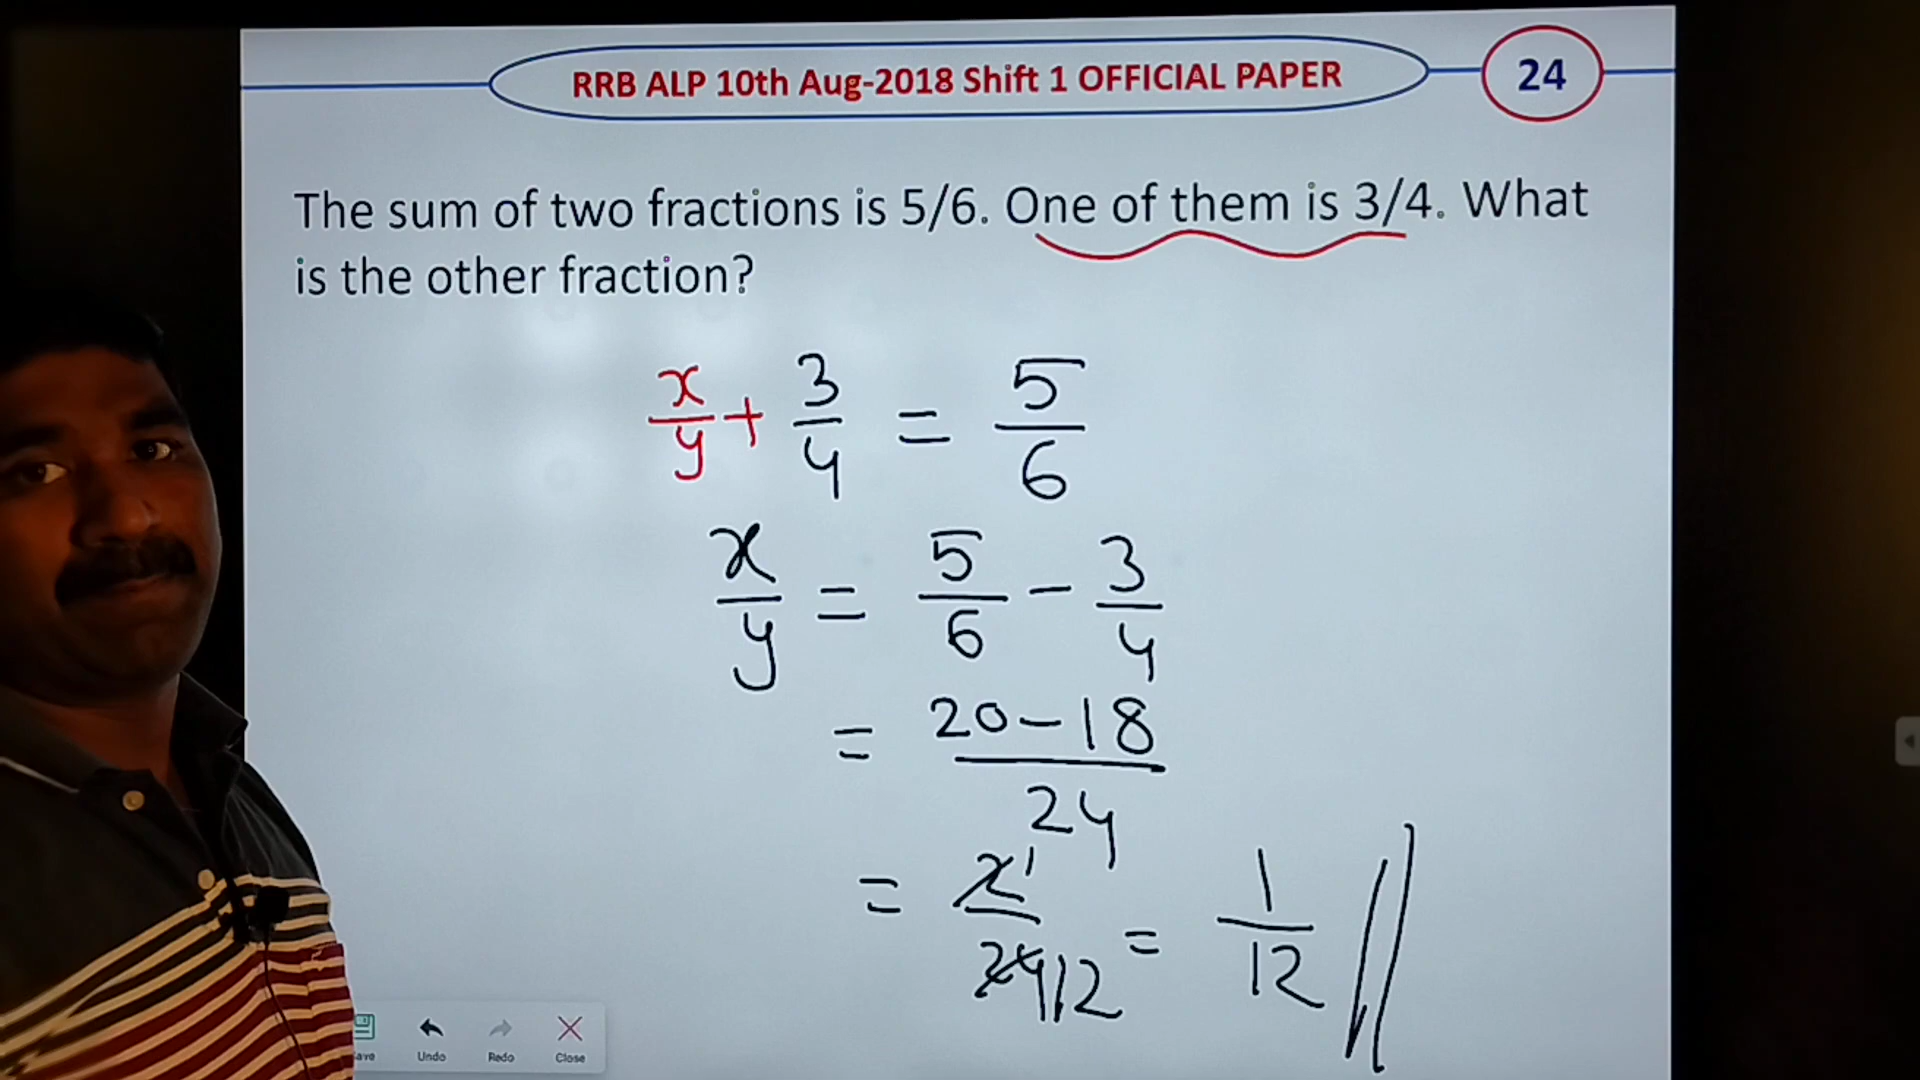 RRB ALP 10th Aug-2018 Shift 1 OFFICIAL PAPER
24
The sum of two fractions is 5/6. One of them is 3/4. What
is the other fraction?
x/y + 3/4 = 5/6
x/y = 5/6 - 3/4
= 20-18/24
= 2 1/24 12 = 1/12
Undo Redo Close